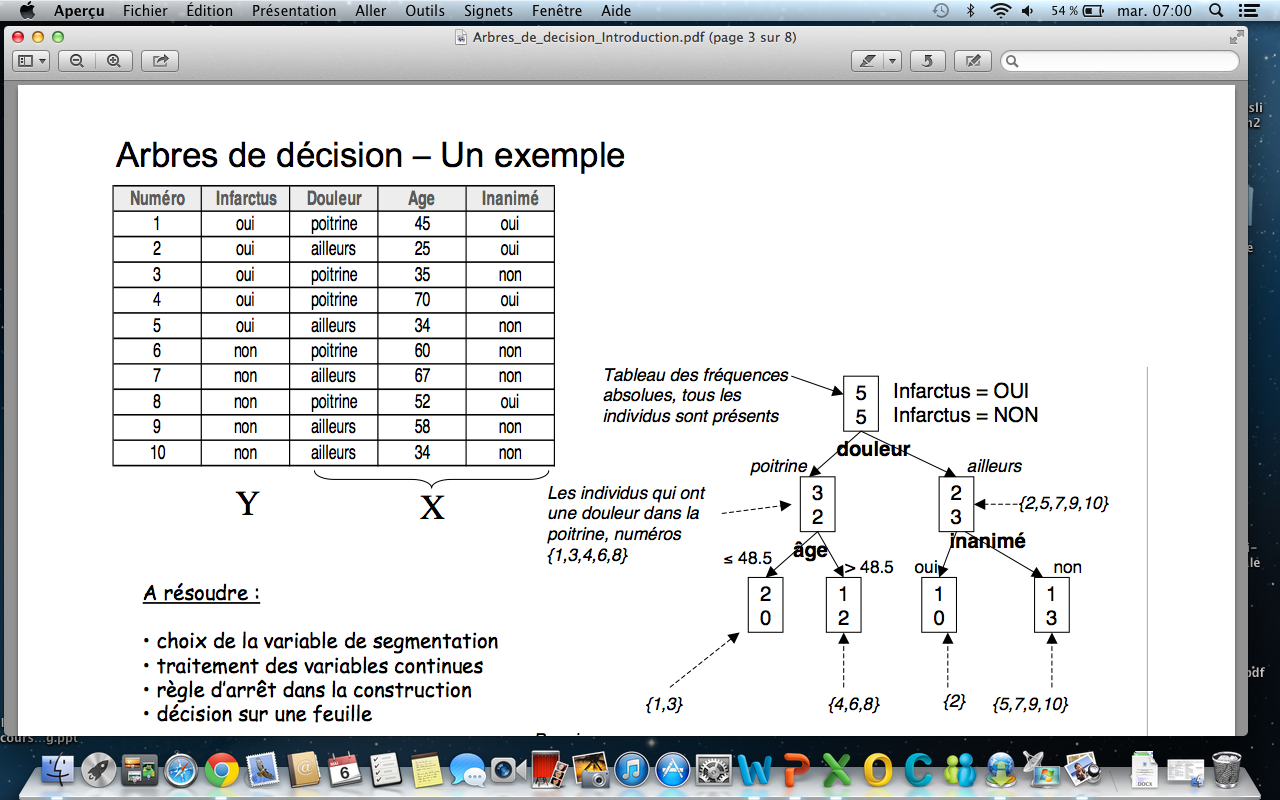 Aperçu Fichier Édition Présentation Aller Outils Signets Fenêtre Aide 54 % mar. 07:00
Arbres_de_decision_Introduction.pdf (page 3 sur 8)
Arbres de décision – Un exemple
Numéro Infarctus Douleur Age Inanimé
1 oui poitrine 45 oui
2 oui ailleurs 25 oui
3 oui poitrine 35 non
4 oui poitrine 70 oui
5 oui ailleurs 34 non
6 non poitrine 60 non
7 non ailleurs 67 non
8 non poitrine 52 oui
9 non ailleurs 58 non
10 non ailleurs 34 non
Y X
A résoudre :
• choix de la variable de segmentation
• traitement des variables continues
• règle d'arrêt dans la construction
• décision sur une feuille
Tableau des fréquences
absolues, tous les
individus sont présents
5 Infarctus = OUI
5 Infarctus = NON
douleur
poitrine ailleurs
Les individus qui ont
une douleur dans la
poitrine, numéros
{1,3,4,6,8}
3
2
2
3
{2,5,7,9,10}
âge
inanimé
≤ 48.5 > 48.5 oui non
2 1 1 1
0 2 0 3
{1,3} {4,6,8} {2} {5,7,9,10}
cours...g.ppt
MAI
6
DOCX